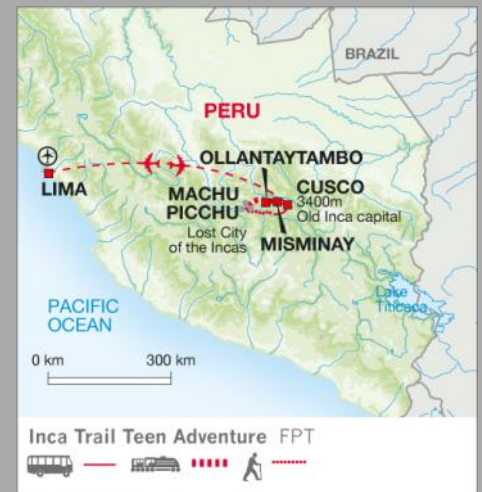 BRAZIL
PERU
OLLANTAYTAMBO
LIMA
MACHU
PICCHU
CUSCO
3400m
Old Inca capital
Lost City
of the Incas
MISMINAY
Lake
Titicaca
PACIFIC
OCEAN
0 km 300 km
Inca Trail Teen Adventure FPT